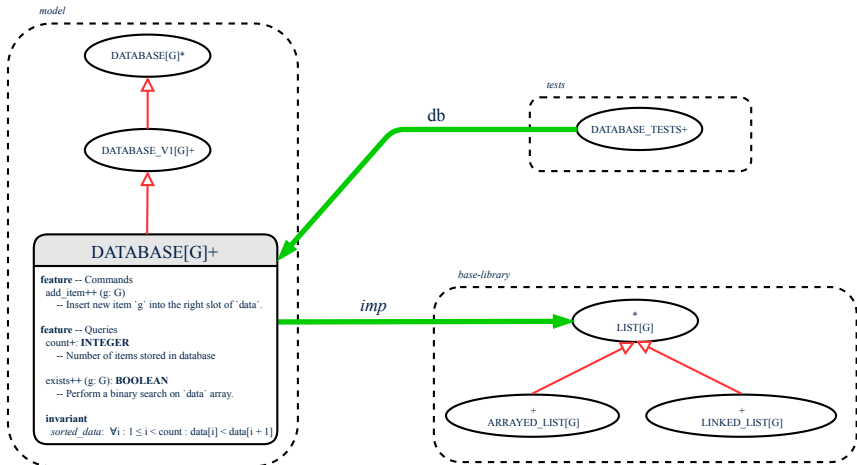 model
DATABASE[G]*
DATABASE_V1[G]+
DATABASE[G]+
feature -- Commands
add_item++ (g: G)
-- Insert new item `g` into the right slot of `data`.
feature -- Queries
count+: INTEGER
-- Number of items stored in database
exists++ (g: G): BOOLEAN
-- Perform a binary search on `data` array.
invariant
sorted_data: ∀i : 1 ≤ i < count : data[i] < data[i + 1]
db
imp
tests
DATABASE_TESTS+
base-library
*
LIST[G]
+
ARRAYED_LIST[G]
+
LINKED_LIST[G]